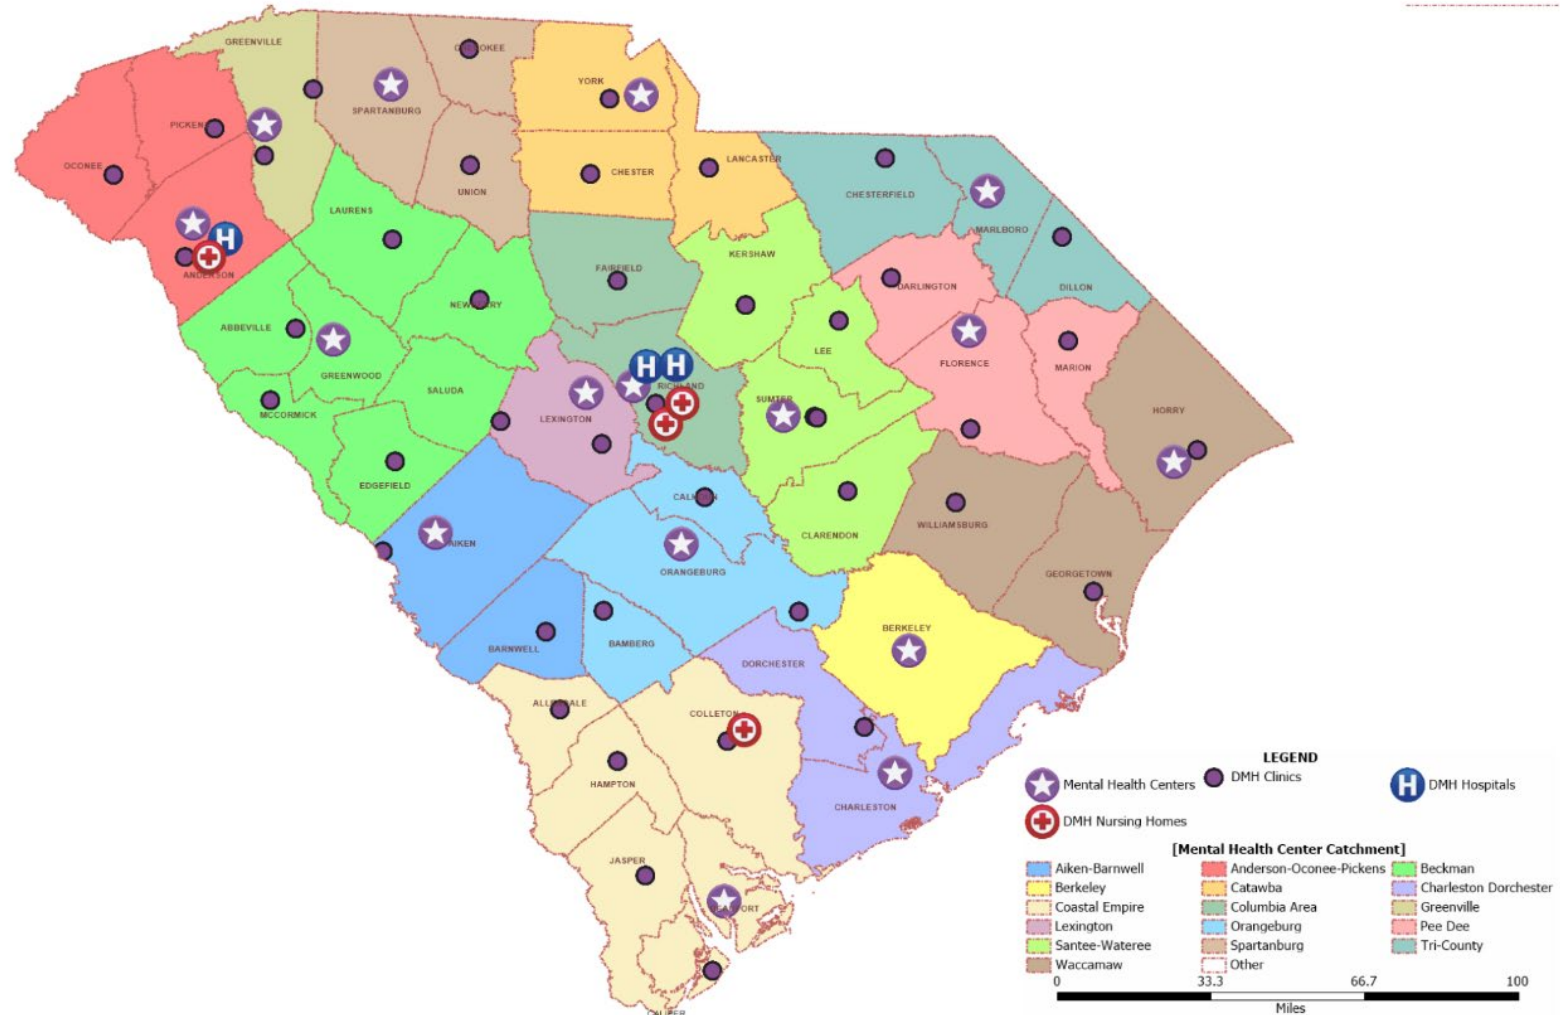 GREENVILLE
CHEROKEE
SPARTANBURG
YORK
PICKENS
OCONEE
UNION
CHESTER
LANCASTER
CHESTERFIELD
LAURENS
MARLBORO
KERSHAW
ANDERSON
FAIRFIELD
DARLINGTON
DILLON
NEWBERRY
ABBEVILLE
LEE
FLORENCE
MARION
GREENWOOD
SALUDA
RICHLAND
SUMTER
HORRY
MCCORMICK
LEXINGTON
EDGEFIELD
CALHOUN
WILLIAMSBURG
CLARENDON
AIKEN
ORANGEBURG
GEORGETOWN
BERKELEY
BAMBERG
BARNWELL
DORCHESTER
ALLENDALE
COLLETON
HAMPTON
CHARLESTON
JASPER
BEAUFORT
H
H H
LEGEND
Mental Health Centers DMH Clinics H DMH Hospitals
DMH Nursing Homes
[Mental Health Center Catchment]
Aiken-Barnwell Anderson-Oconee-Pickens Beckman
Berkeley Catawba Charleston Dorchester
Coastal Empire Columbia Area Greenville
Lexington Orangeburg Pee Dee
Santee-Wateree Spartanburg Tri-County
Waccamaw Other
0 33.3 66.7 100
Miles